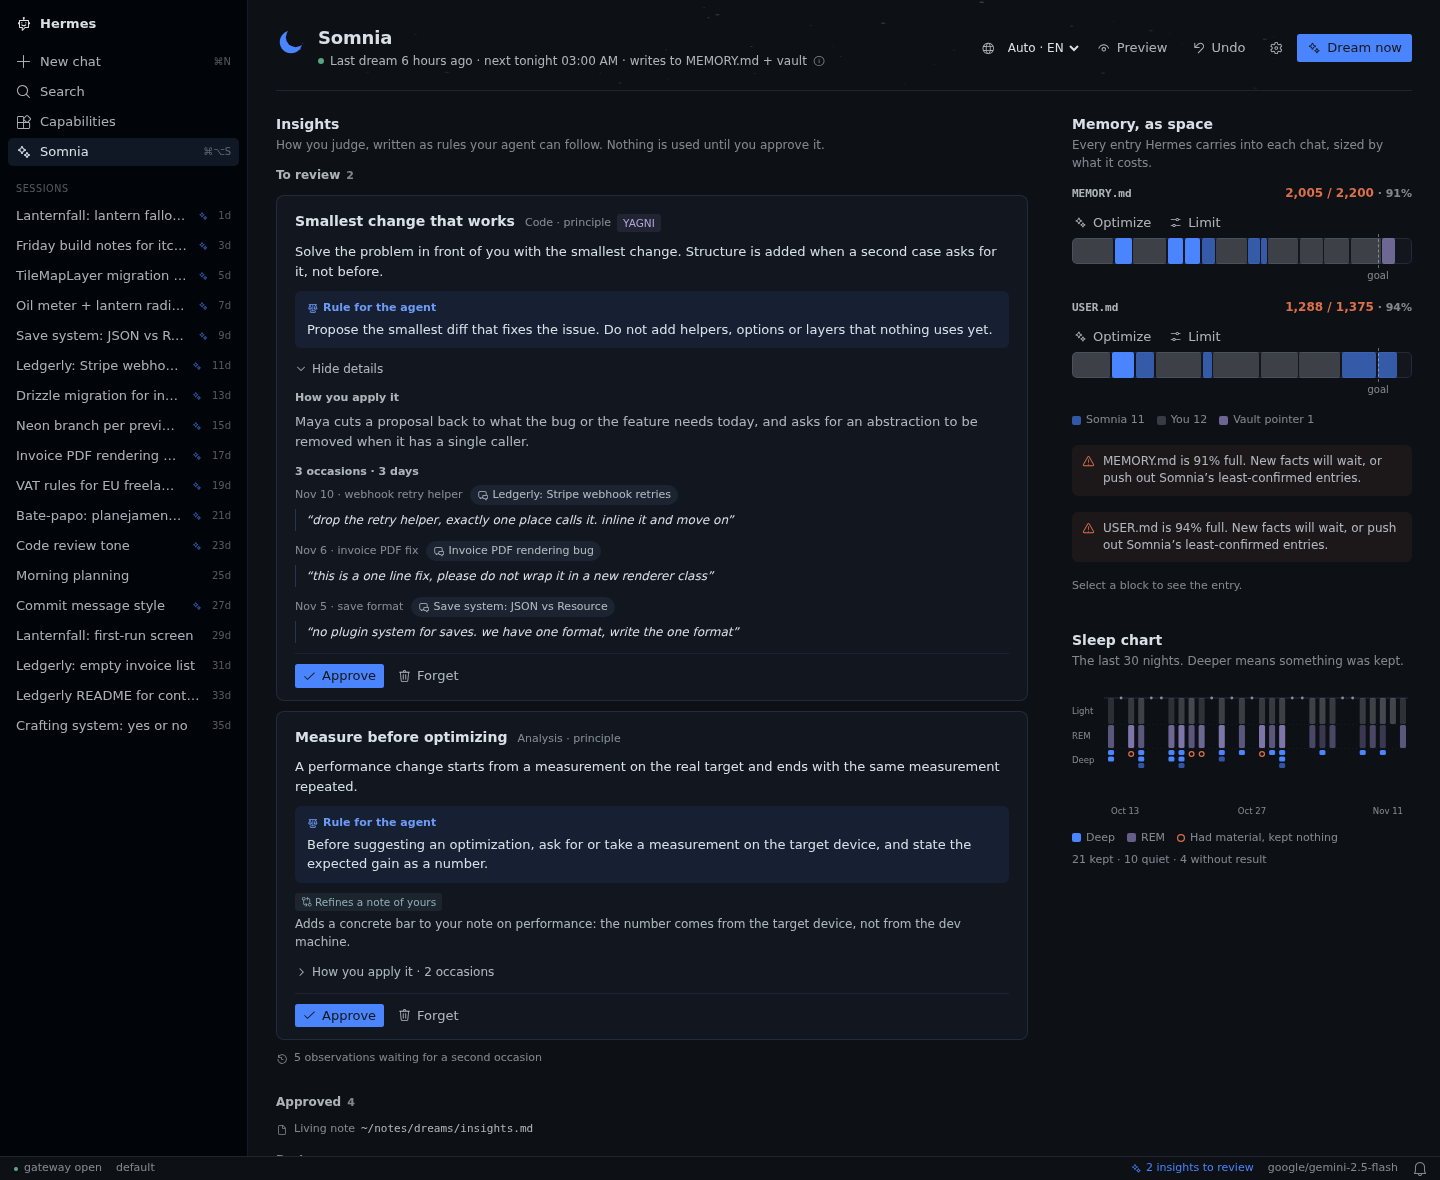 Hermes
New chat ⌘N
Search
Capabilities
Somnia ⌘⌥S
SESSIONS
Lanternfall: lantern fallo… 1d
Friday build notes for itc… 3d
TileMapLayer migration … 5d
Oil meter + lantern radi… 7d
Save system: JSON vs R… 9d
Ledgerly: Stripe webho… 11d
Drizzle migration for in… 13d
Neon branch per previ… 15d
Invoice PDF rendering … 17d
VAT rules for EU freela… 19d
Bate-papo: planejamen… 21d
Code review tone 23d
Morning planning 25d
Commit message style 27d
Lanternfall: first-run screen 29d
Ledgerly: empty invoice list 31d
Ledgerly README for cont… 33d
Crafting system: yes or no 35d
Somnia
Last dream 6 hours ago · next tonight 03:00 AM · writes to MEMORY.md + vault
Auto · EN
Preview
Undo
Dream now
Insights
How you judge, written as rules your agent can follow. Nothing is used until you approve it.
To review 2
Smallest change that works Code · principle YAGNI
Solve the problem in front of you with the smallest change. Structure is added when a second case asks for
it, not before.
Rule for the agent
Propose the smallest diff that fixes the issue. Do not add helpers, options or layers that nothing uses yet.
Hide details
How you apply it
Maya cuts a proposal back to what the bug or the feature needs today, and asks for an abstraction to be
removed when it has a single caller.
3 occasions · 3 days
Nov 10 · webhook retry helper Ledgerly: Stripe webhook retries
“drop the retry helper, exactly one place calls it. inline it and move on”
Nov 6 · invoice PDF fix Invoice PDF rendering bug
“this is a one line fix, please do not wrap it in a new renderer class”
Nov 5 · save format Save system: JSON vs Resource
“no plugin system for saves. we have one format, write the one format”
Approve Forget
Measure before optimizing Analysis · principle
A performance change starts from a measurement on the real target and ends with the same measurement
repeated.
Rule for the agent
Before suggesting an optimization, ask for or take a measurement on the target device, and state the
expected gain as a number.
Refines a note of yours
Adds a concrete bar to your note on performance: the number comes from the target device, not from the dev
machine.
How you apply it · 2 occasions
Approve Forget
5 observations waiting for a second occasion
Approved 4
Living note ~/notes/dreams/insights.md
Memory, as space
Every entry Hermes carries into each chat, sized by
what it costs.
MEMORY.md 2,005 / 2,200 · 91%
Optimize Limit
goal
USER.md 1,288 / 1,375 · 94%
Optimize Limit
goal
Somnia 11 You 12 Vault pointer 1
MEMORY.md is 91% full. New facts will wait, or
push out Somnia’s least-confirmed entries.
USER.md is 94% full. New facts will wait, or push
out Somnia’s least-confirmed entries.
Select a block to see the entry.
Sleep chart
The last 30 nights. Deeper means something was kept.
Light
REM
Deep
Oct 13 Oct 27 Nov 11
Deep REM Had material, kept nothing
21 kept · 10 quiet · 4 without result
gateway open default
2 insights to review google/gemini-2.5-flash